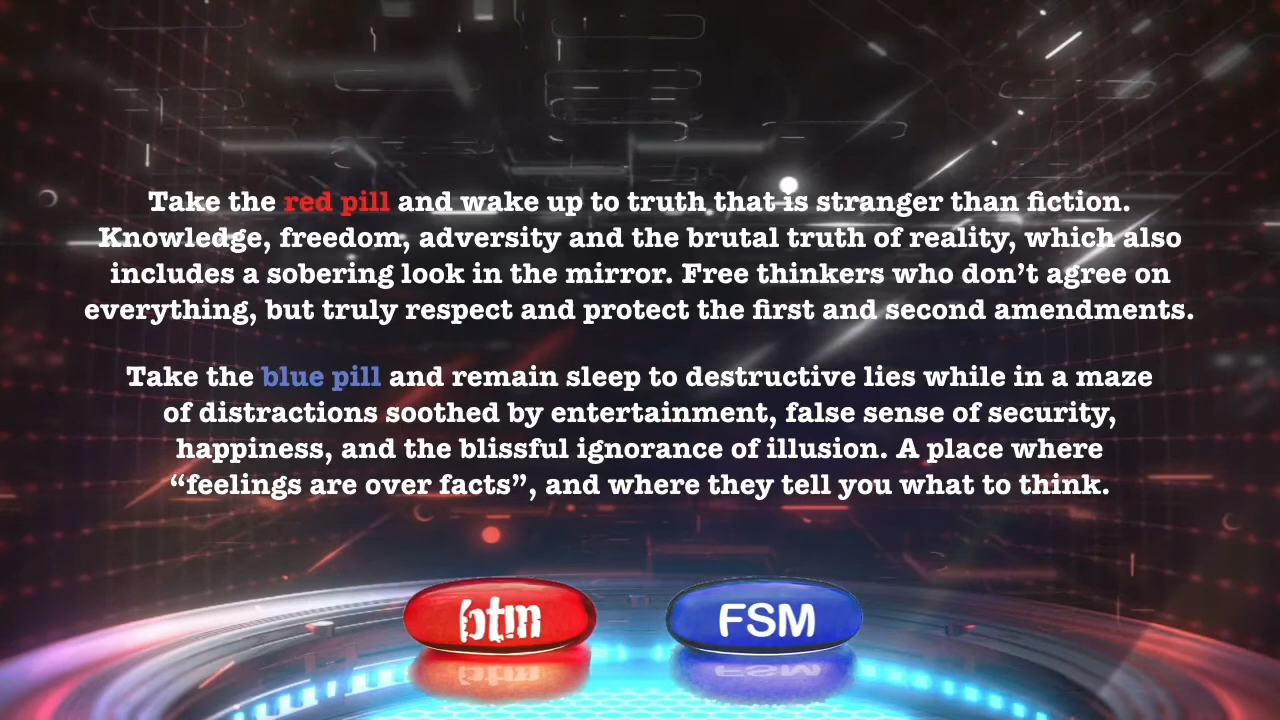 Take the red pill and wake up to truth that is stranger than fiction.
Knowledge, freedom, adversity and the brutal truth of reality, which also
includes a sobering look in the mirror. Free thinkers who don’t agree on
everything, but truly respect and protect the first and second amendments.
Take the blue pill and remain sleep to destructive lies while in a maze
of distractions soothed by entertainment, false sense of security,
happiness, and the blissful ignorance of illusion. A place where
“feelings are over facts”, and where they tell you what to think.
btm
FSM